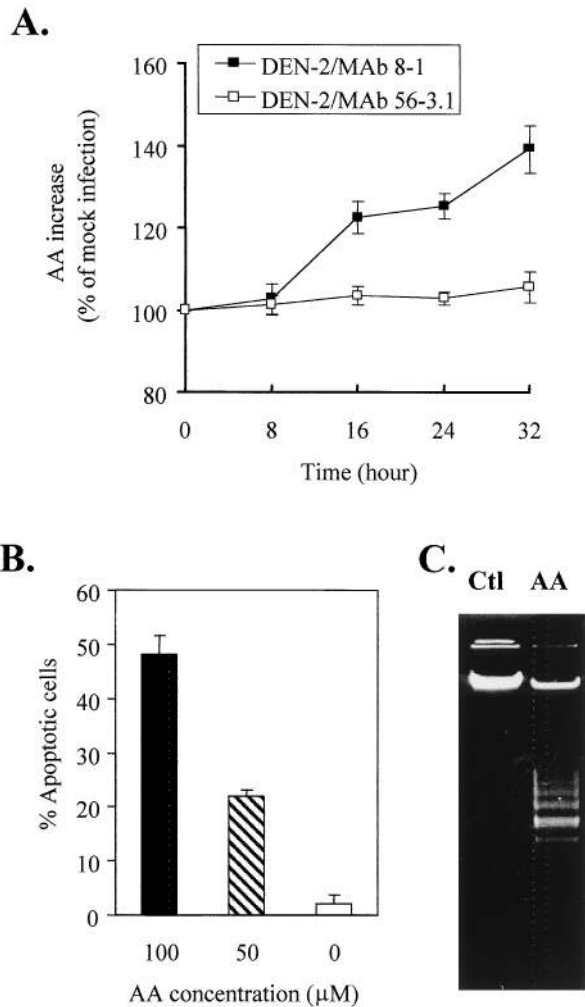 A.
160
140
120
100
80
AA increase
(% of mock infection)
DEN-2/MAb 8-1
DEN-2/MAb 56-3.1
0 8 16 24 32
Time (hour)
B.
60
50
40
30
20
10
0
% Apoptotic cells
100 50 0
AA concentration (μM)
C.
Ctl AA